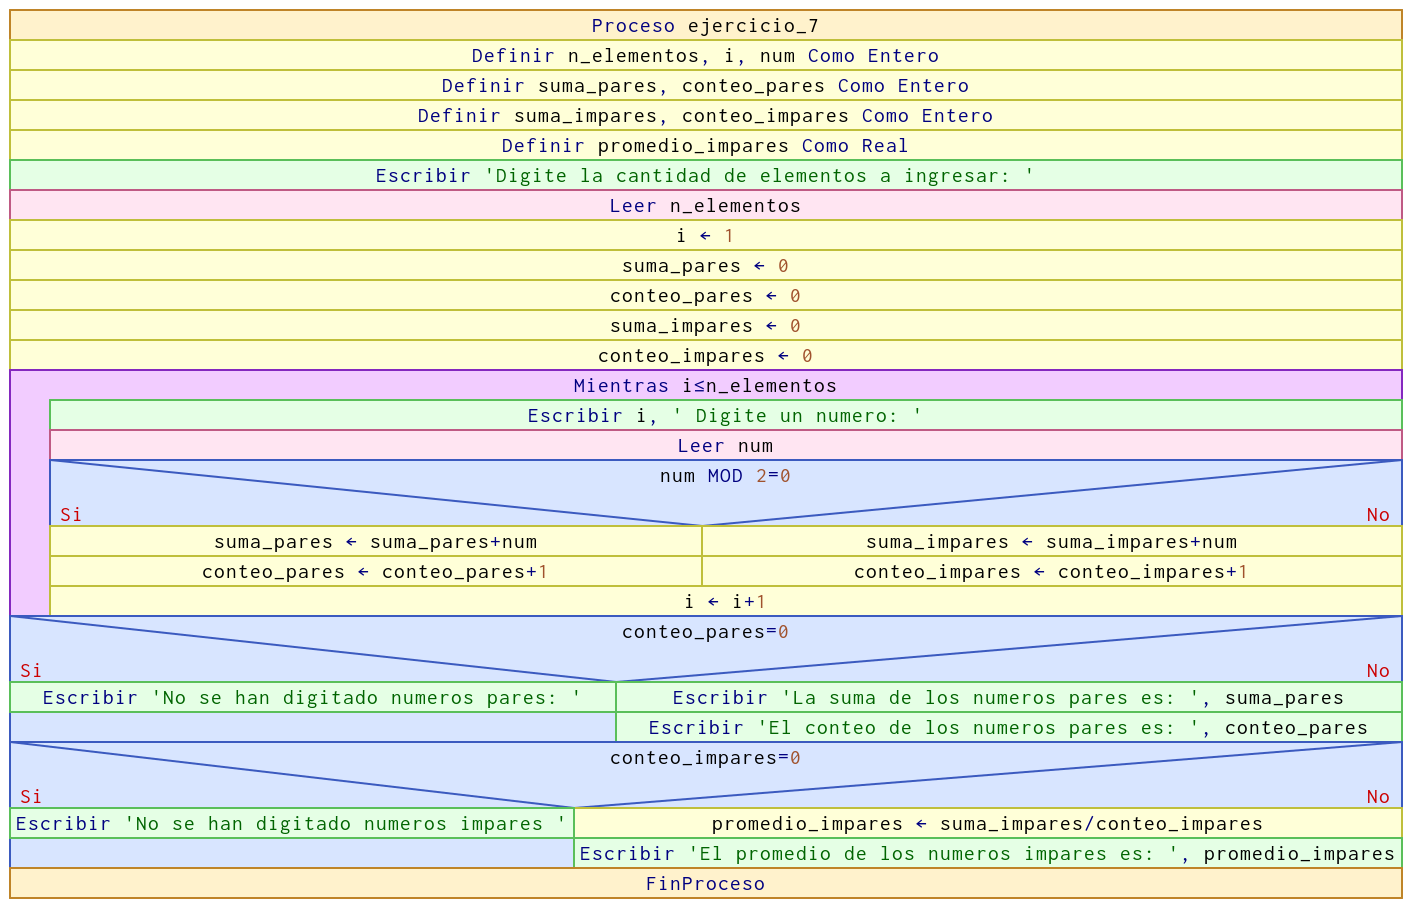 Proceso ejercicio_7
Definir n_elementos, i, num Como Entero
Definir suma_pares, conteo_pares Como Entero
Definir suma_impares, conteo_impares Como Entero
Definir promedio_impares Como Real
Escribir 'Digite la cantidad de elementos a ingresar: '
Leer n_elementos
i ← 1
suma_pares ← 0
conteo_pares ← 0
suma_impares ← 0
conteo_impares ← 0
Mientras i≤n_elementos
Escribir i, ' Digite un numero: '
Leer num
num MOD 2=0
Si No
suma_pares ← suma_pares+num suma_impares ← suma_impares+num
conteo_pares ← conteo_pares+1 conteo_impares ← conteo_impares+1
i ← i+1
conteo_pares=0
Si No
Escribir 'No se han digitado numeros pares: ' Escribir 'La suma de los numeros pares es: ', suma_pares
Escribir 'El conteo de los numeros pares es: ', conteo_pares
conteo_impares=0
Si No
Escribir 'No se han digitado numeros impares ' promedio_impares ← suma_impares/conteo_impares
Escribir 'El promedio de los numeros impares es: ', promedio_impares
FinProceso